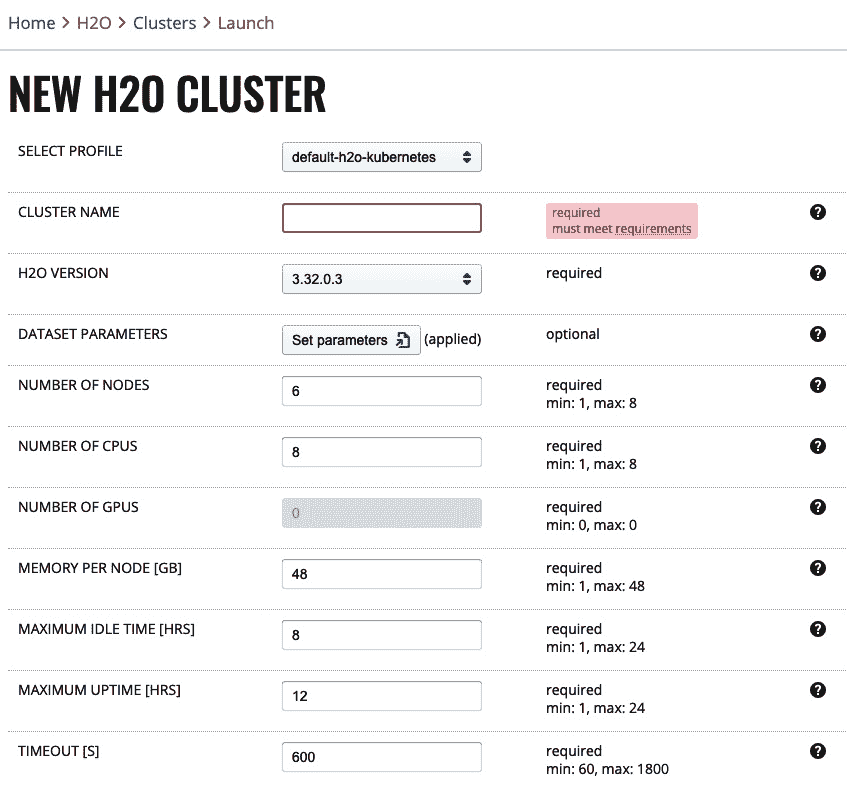 Home > H2O > Clusters > Launch
NEW H2O CLUSTER
SELECT PROFILE default-h2o-kubernetes
CLUSTER NAME required ?
must meet requirements
H2O VERSION 3.32.0.3 required ?
DATASET PARAMETERS Set parameters (applied) optional ?
NUMBER OF NODES 6 required ?
min: 1, max: 8
NUMBER OF CPUS 8 required ?
min: 1, max: 8
NUMBER OF GPUS 0 required ?
min: 0, max: 0
MEMORY PER NODE [GB] 48 required ?
min: 1, max: 48
MAXIMUM IDLE TIME [HRS] 8 required ?
min: 1, max: 24
MAXIMUM UPTIME [HRS] 12 required ?
min: 1, max: 24
TIMEOUT [S] 600 required ?
min: 60, max: 1800